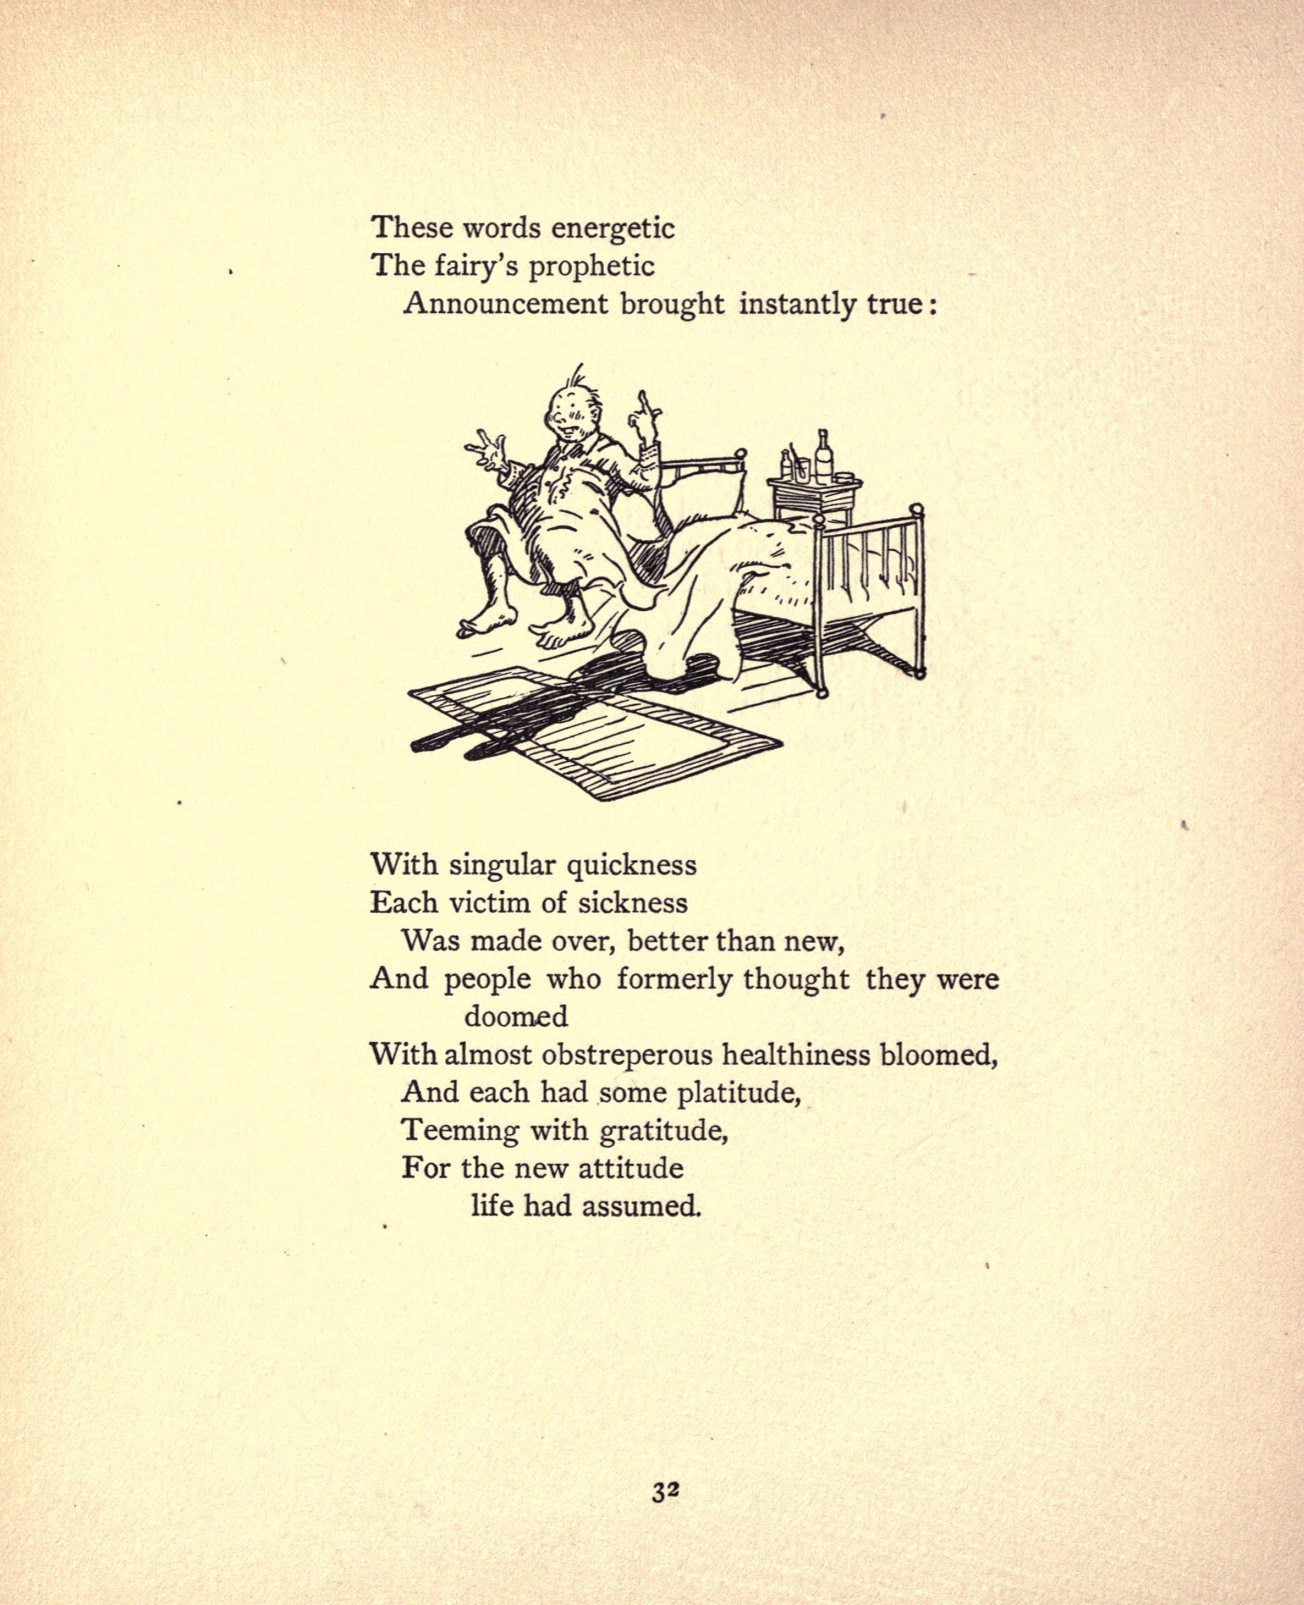 These words energetic
The fairy's prophetic
Announcement brought instantly true:
With singular quickness
Each victim of sickness
Was made over, better than new,
And people who formerly thought they were
doomed
With almost obstreperous healthiness bloomed,
And each had some platitude,
Teeming with gratitude,
For the new attitude
life had assumed.
32